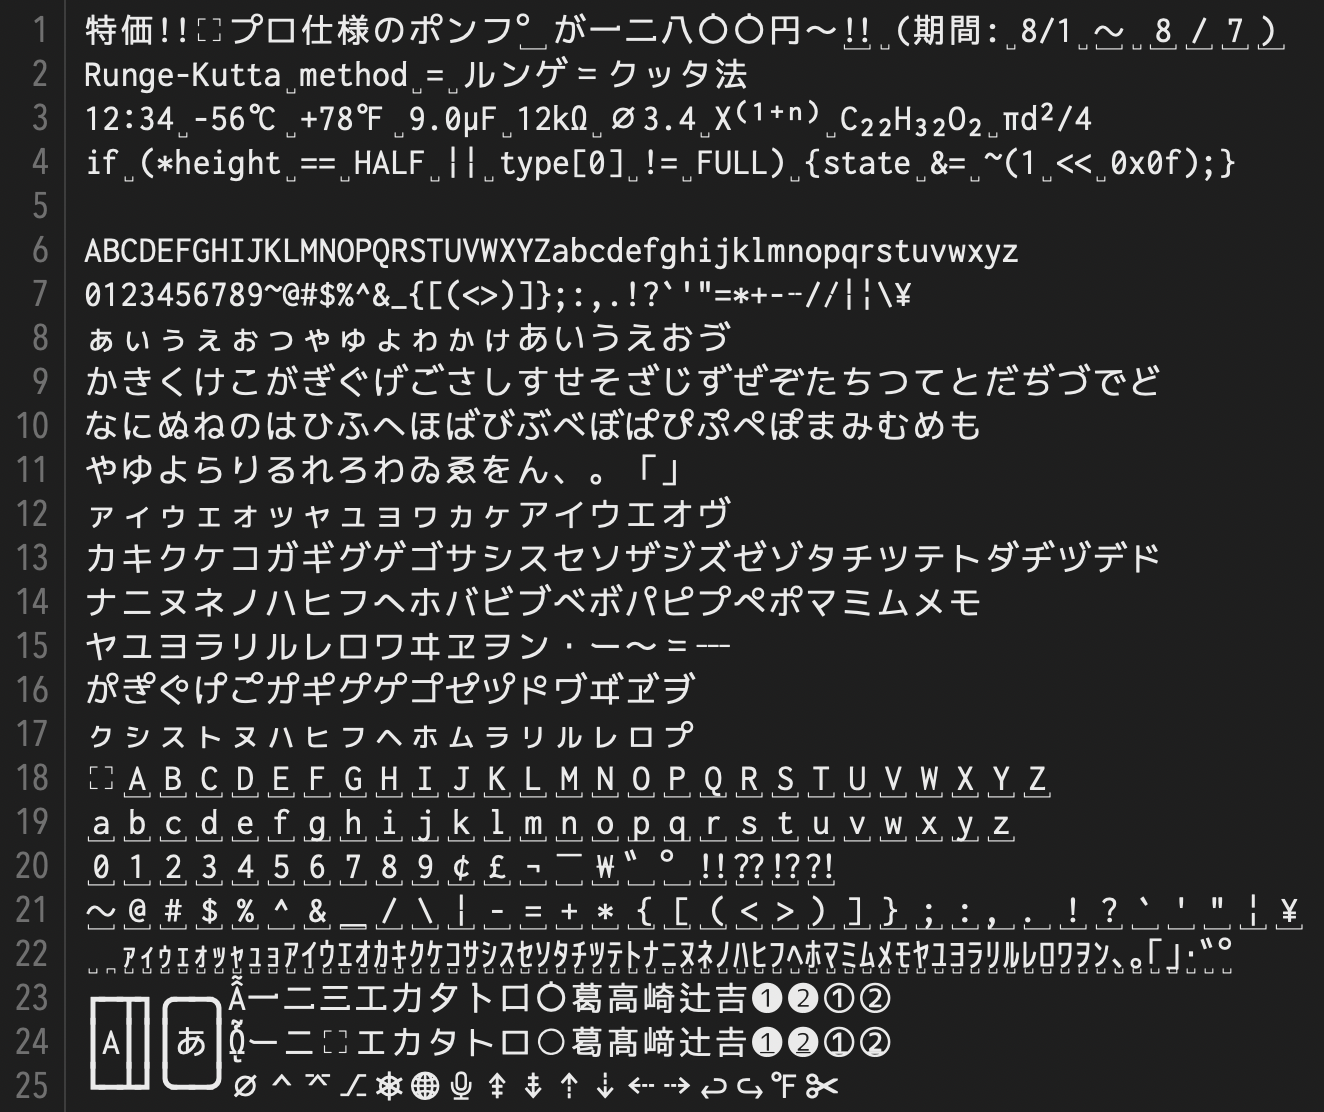 1 特価!!　プロ仕様のポンプ゜が一二八〇〇円～！！ (期間: 8/1 ～ ８／７）
2 Runge-Kutta method = ルンゲ゠クッタ法
3 12:34 -56℃ +78℉ 9.0µF 12kΩ ⌀3.4 X⁽¹⁺ⁿ⁾ C₂₂H₃₂O₂ πd²/4
4 if (*height == HALF || type[0] != FULL) {state &= ~(1 << 0x0f);}
5
6 ABCDEFGHIJKLMNOPQRSTUVWXYZabcdefghijklmnopqrstuvwxyz
7 0123456789~@#$%^&_{[(<>)]};:,.!?`'"=*+-–//|¦\¥
8 ぁぃぅぇぉっゃゅょゎゕゖあいうえおゔ
9 かきくけこがぎぐげごさしすせそざじずぜぞたちつてとだぢづでど
10 なにぬねのはひふへほばびぶべぼぱぴぷぺぽまみむめも
11 やゆよらりるれろわゐゑをん、。「」
12 ァィゥェォッャュョヮヵヶアイウエオヴ
13 カキクケコガギグゲゴサシスセソザジズゼゾタチツテトダヂヅデド
14 ナニヌネノハヒフヘホバビブベボパピプペポマミムメモ
15 ヤユヨラリルレロワヰヱヲン・ー～゠—
16 か゚き゚く゚け゚こ゚カ゚キ゚ク゚ケ゚コ゚セ゚ツ゚ト゚ヷヸヹヺ
17 ㇰㇱㇲㇳㇴㇵㇶㇷㇸㇹㇺㇻㇼㇽㇾㇿㇷ゚
18 　ＡＢＣＤＥＦＧＨＩＪＫＬＭＮＯＰＱＲＳＴＵＶＷＸＹＺ
19 ａｂｃｄｅｆｇｈｉｊｋｌｍｎｏｐｑｒｓｔｕｖｗｘｙｚ
20 ０１２３４５６７８９￠￡￢￣￦゛゜‼⁇⁉⁈
21 ～＠＃＄％＾＆＿／＼｜－＝＋＊｛［（＜＞）］｝；：，．！？｀＇＂￤￥
22 ｧｨｩｪｫｯｬｭｮｱｲｳｴｵｶｷｸｹｺｻｼｽｾｿﾀﾁﾂﾃﾄﾅﾆﾇﾈﾉﾊﾋﾌﾍﾎﾏﾐﾑﾒﾓﾔﾕﾖﾗﾘﾙﾚﾛﾜｦﾝ､｡｢｣･ﾞﾟ
23 一二三工力夕卜口〇葛高崎辻吉❶❷①②
24 A あ ー二　エカタトロ○葛髙﨑辻𠮷➊➋①②
25 ⌀⌃⌤⎇⎈🌐🎙⇞⇟⇡⇣⇠⇢↩↪℉✂